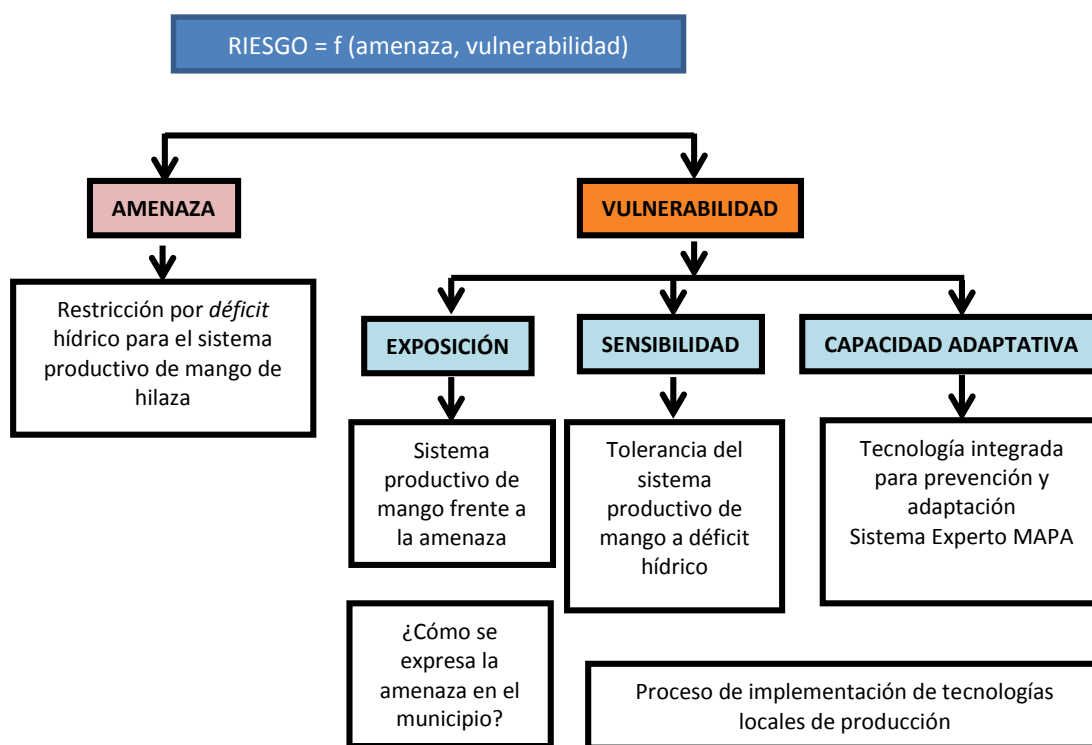 RIESGO = f (amenaza, vulnerabilidad)
AMENAZA
VULNERABILIDAD
Restricción por déficit
hídrico para el sistema
productivo de mango de
hilaza
EXPOSICIÓN
SENSIBILIDAD
CAPACIDAD ADAPTATIVA
Sistema
productivo de
mango frente a
la amenaza
Tolerancia del
sistema
productivo de
mango a déficit
hídrico
Tecnología integrada
para prevención y
adaptación
Sistema Experto MAPA
¿Cómo se
expresa la
amenaza en el
municipio?
Proceso de implementación de tecnologías
locales de producción